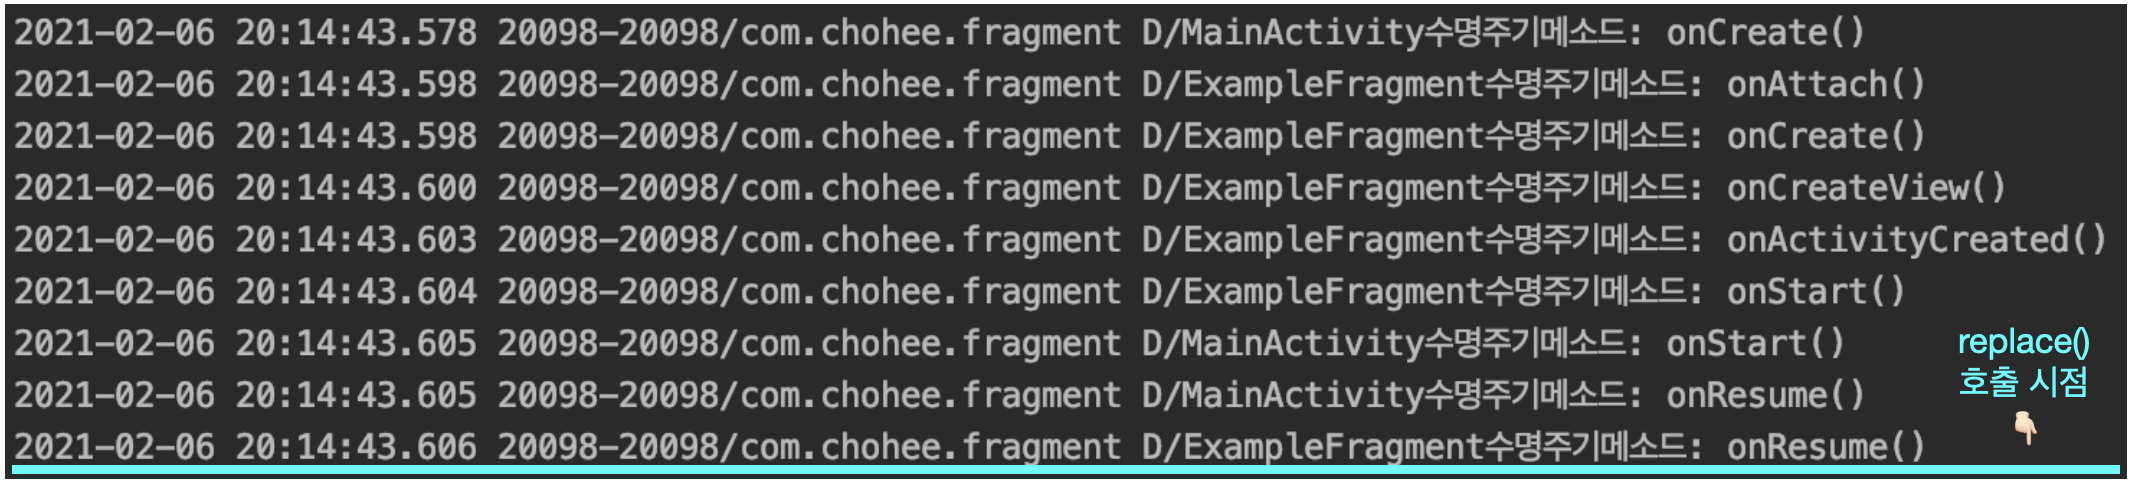 2021-02-06 20:14:43.578 20098-20098/com.chohee.fragment D/MainActivity수명주기메소드: onCreate()
2021-02-06 20:14:43.598 20098-20098/com.chohee.fragment D/ExampleFragment수명주기메소드: onAttach()
2021-02-06 20:14:43.598 20098-20098/com.chohee.fragment D/ExampleFragment수명주기메소드: onCreate()
2021-02-06 20:14:43.600 20098-20098/com.chohee.fragment D/ExampleFragment수명주기메소드: onCreateView()
2021-02-06 20:14:43.603 20098-20098/com.chohee.fragment D/ExampleFragment수명주기메소드: onActivityCreated()
2021-02-06 20:14:43.604 20098-20098/com.chohee.fragment D/ExampleFragment수명주기메소드: onStart()
2021-02-06 20:14:43.605 20098-20098/com.chohee.fragment D/MainActivity수명주기메소드: onStart()
2021-02-06 20:14:43.605 20098-20098/com.chohee.fragment D/MainActivity수명주기메소드: onResume()
2021-02-06 20:14:43.606 20098-20098/com.chohee.fragment D/ExampleFragment수명주기메소드: onResume()
replace()
호출 시점
👇🏻